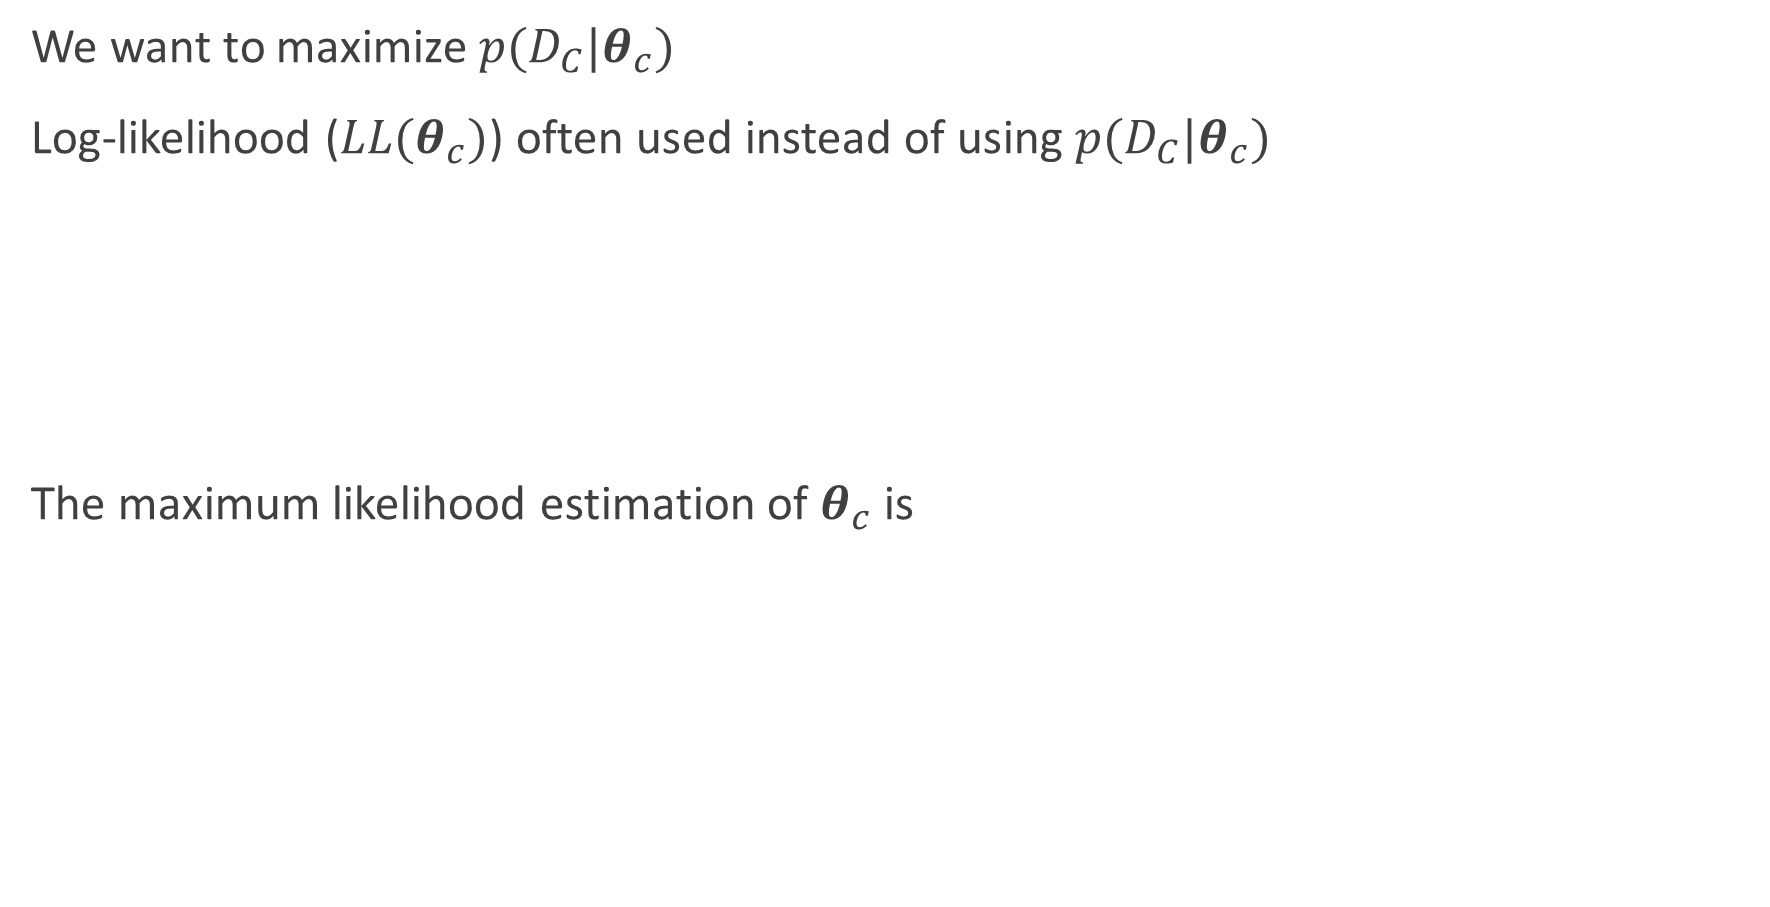 We want to maximize p(D_C|θ_c)
Log-likelihood (LL(θ_c)) often used instead of using p(D_C|θ_c)
The maximum likelihood estimation of θ_c is